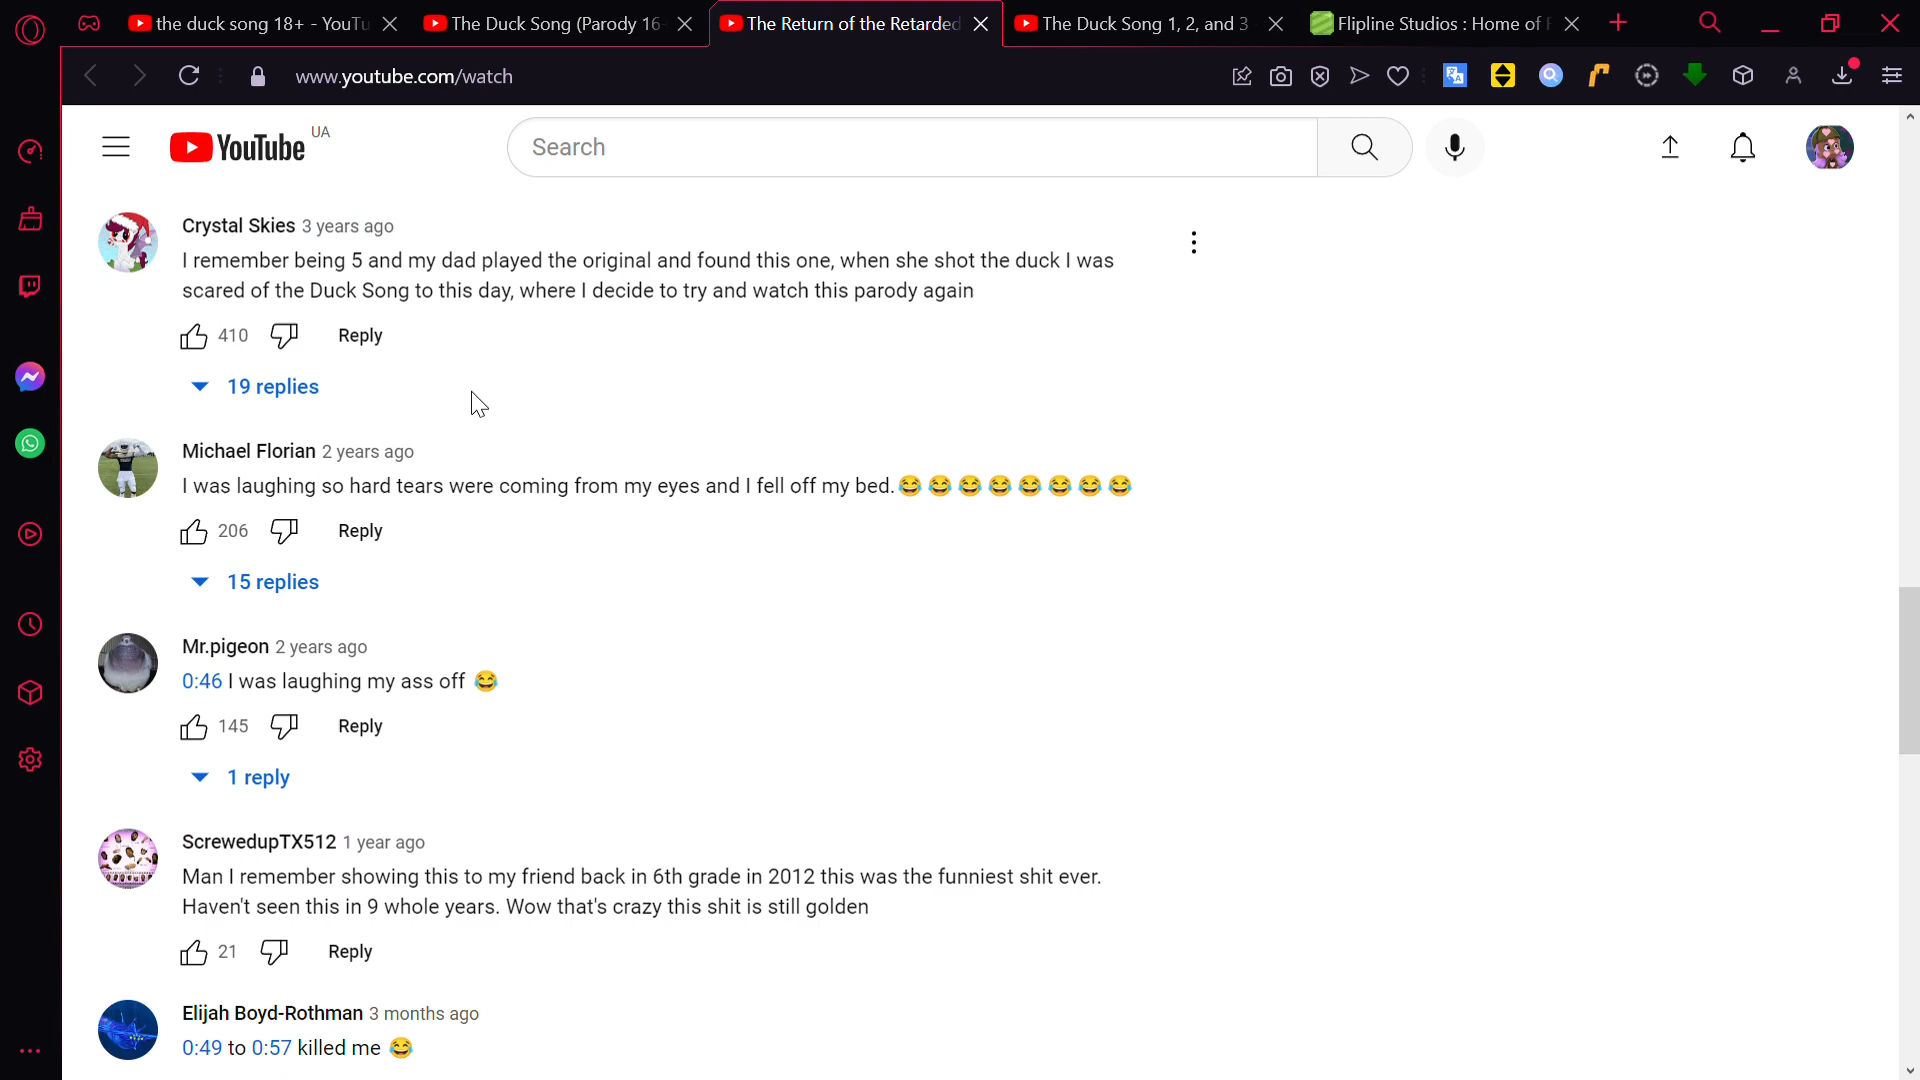 the duck song 18+ - YouTu
The Duck Song (Parody 16
The Return of the Retarded
The Duck Song 1, 2, and 3
Flipline Studios : Home of F
www.youtube.com/watch
YouTube UA
Search
Crystal Skies 3 years ago
I remember being 5 and my dad played the original and found this one, when she shot the duck I was
scared of the Duck Song to this day, where I decide to try and watch this parody again
410 Reply
19 replies
Michael Florian 2 years ago
I was laughing so hard tears were coming from my eyes and I fell off my bed.😂😂😂😂😂😂😂😂
206 Reply
15 replies
Mr.pigeon 2 years ago
0:46 I was laughing my ass off 😂
145 Reply
1 reply
ScrewedupTX512 1 year ago
Man I remember showing this to my friend back in 6th grade in 2012 this was the funniest shit ever.
Haven't seen this in 9 whole years. Wow that's crazy this shit is still golden
21 Reply
Elijah Boyd-Rothman 3 months ago
0:49 to 0:57 killed me 😂